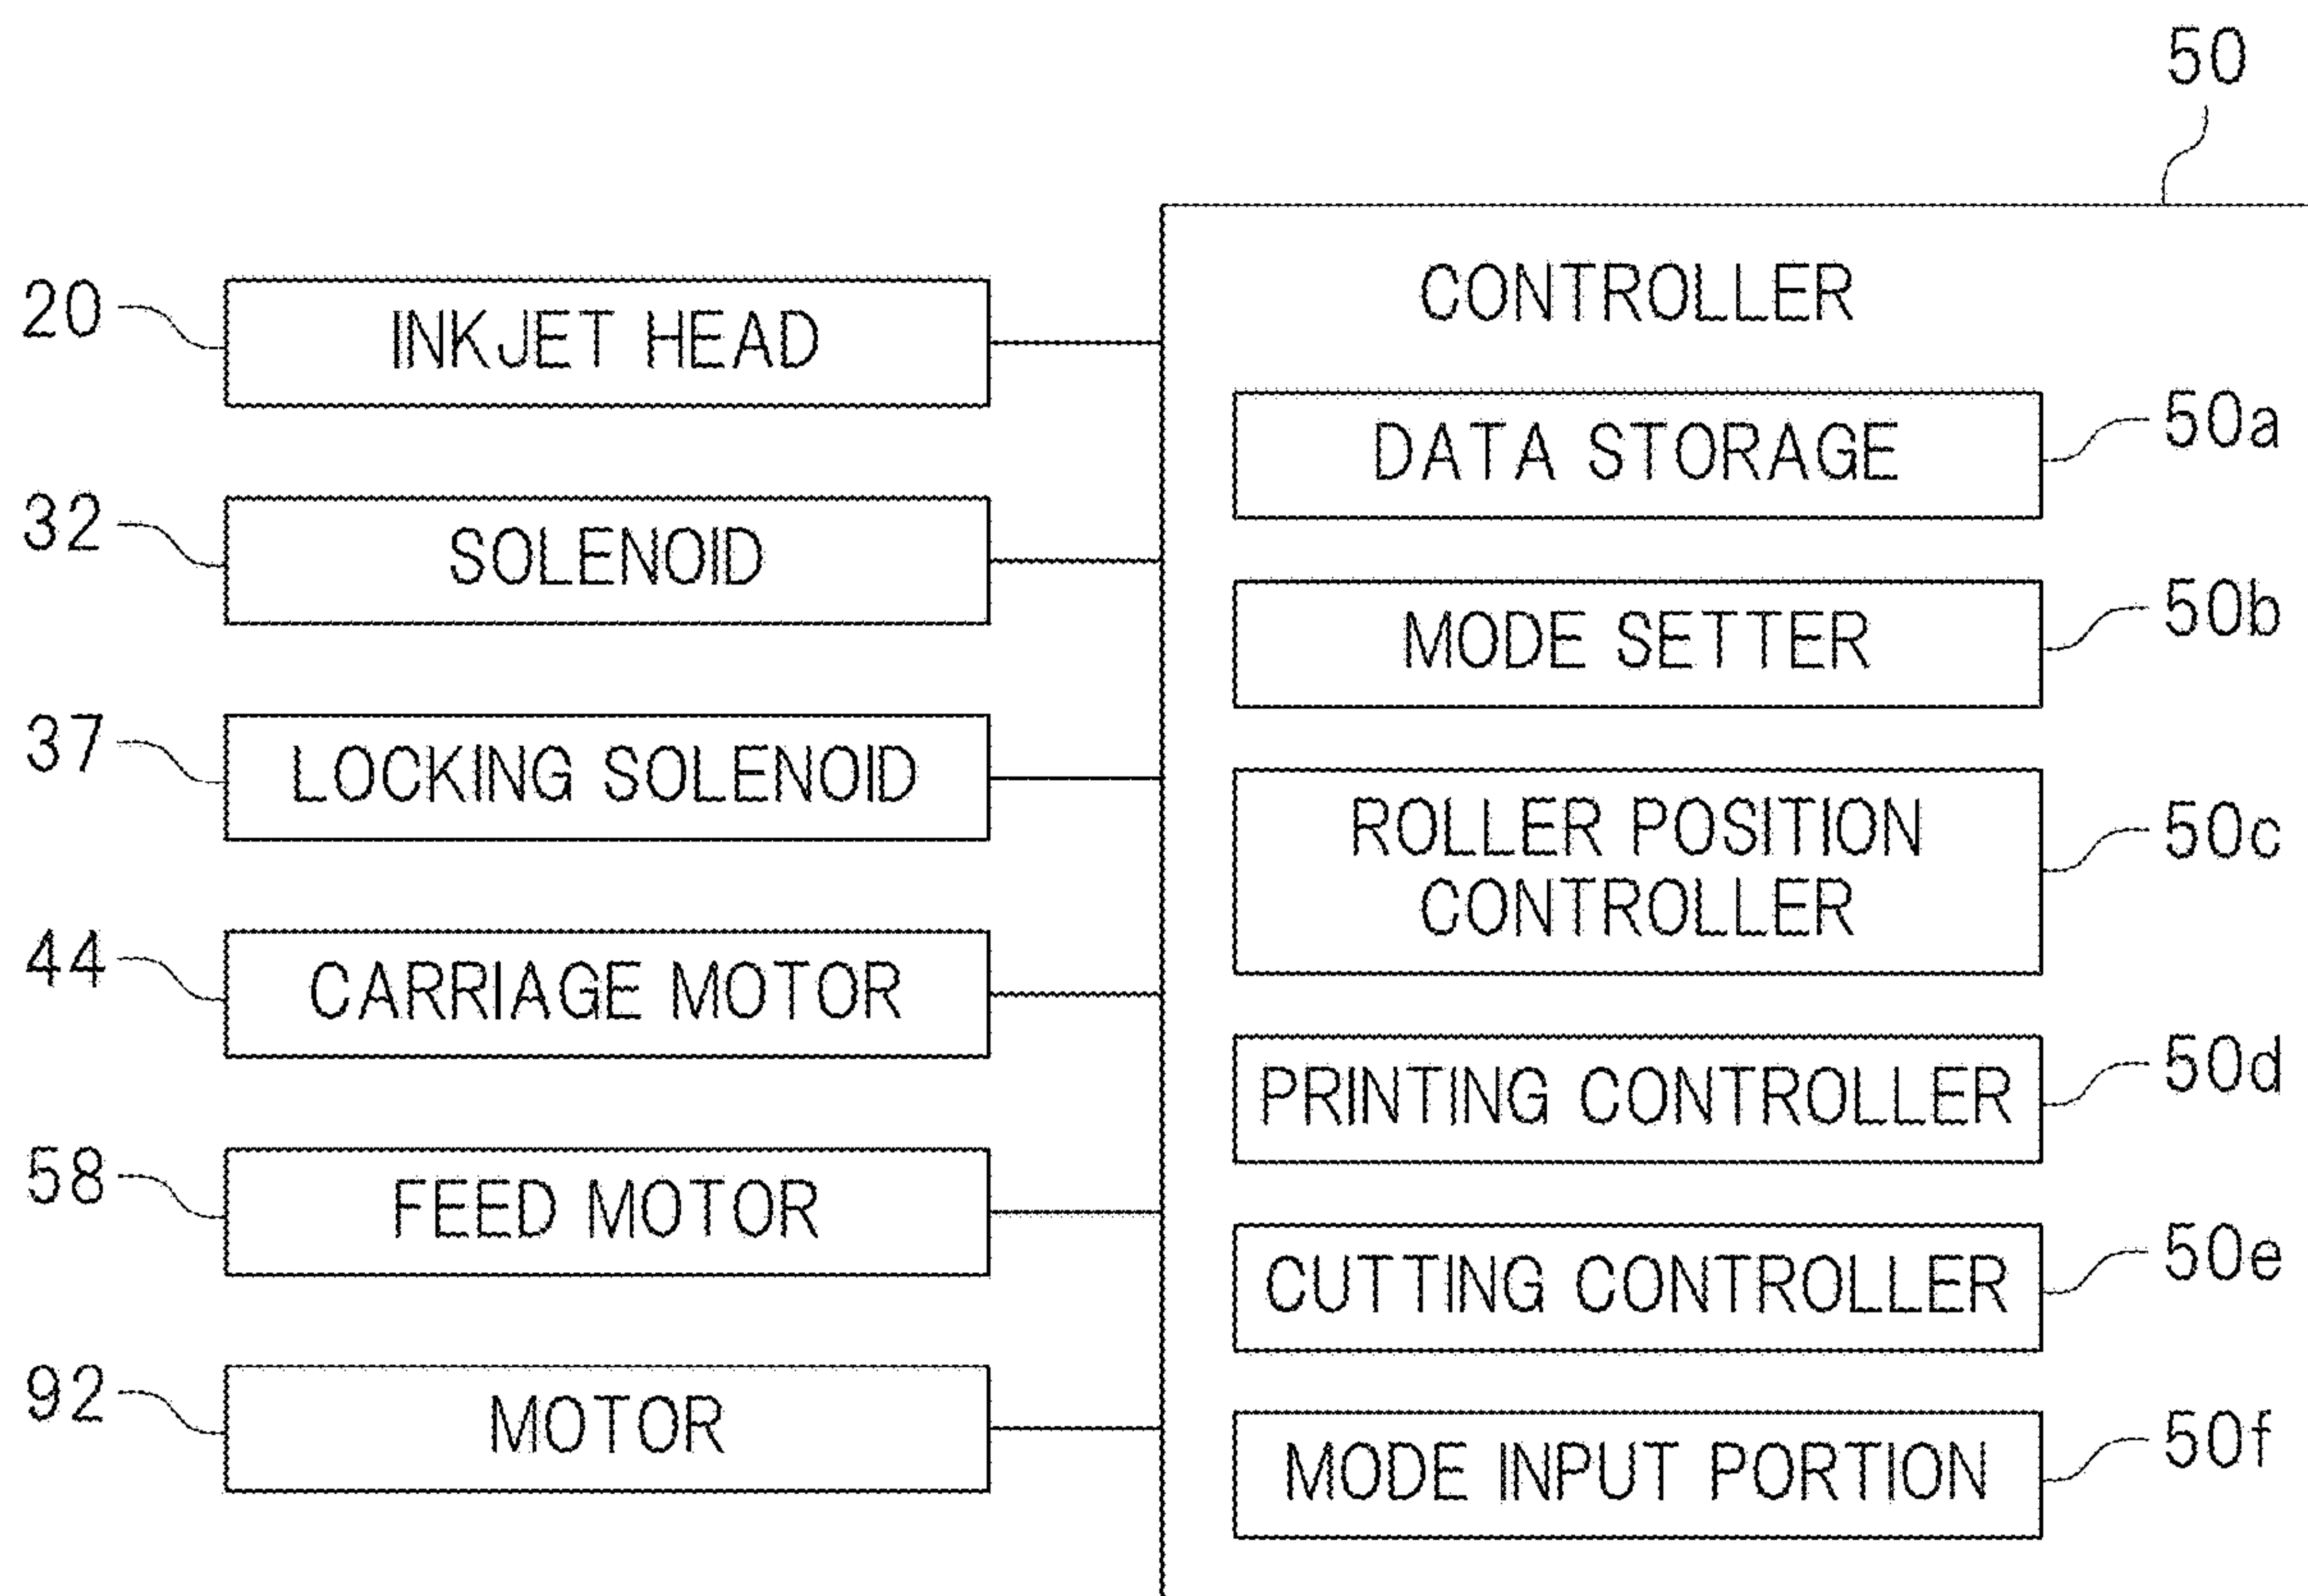 50
20
INKJET HEAD
32
SOLENOID
37
LOCKING SOLENOID
44
CARRIAGE MOTOR
58
FEED MOTOR
92
MOTOR
CONTROLLER
DATA STORAGE
50a
MODE SETTER
50b
ROLLER POSITION
CONTROLLER
50c
PRINTING CONTROLLER
50d
CUTTING CONTROLLER
50e
MODE INPUT PORTION
50f